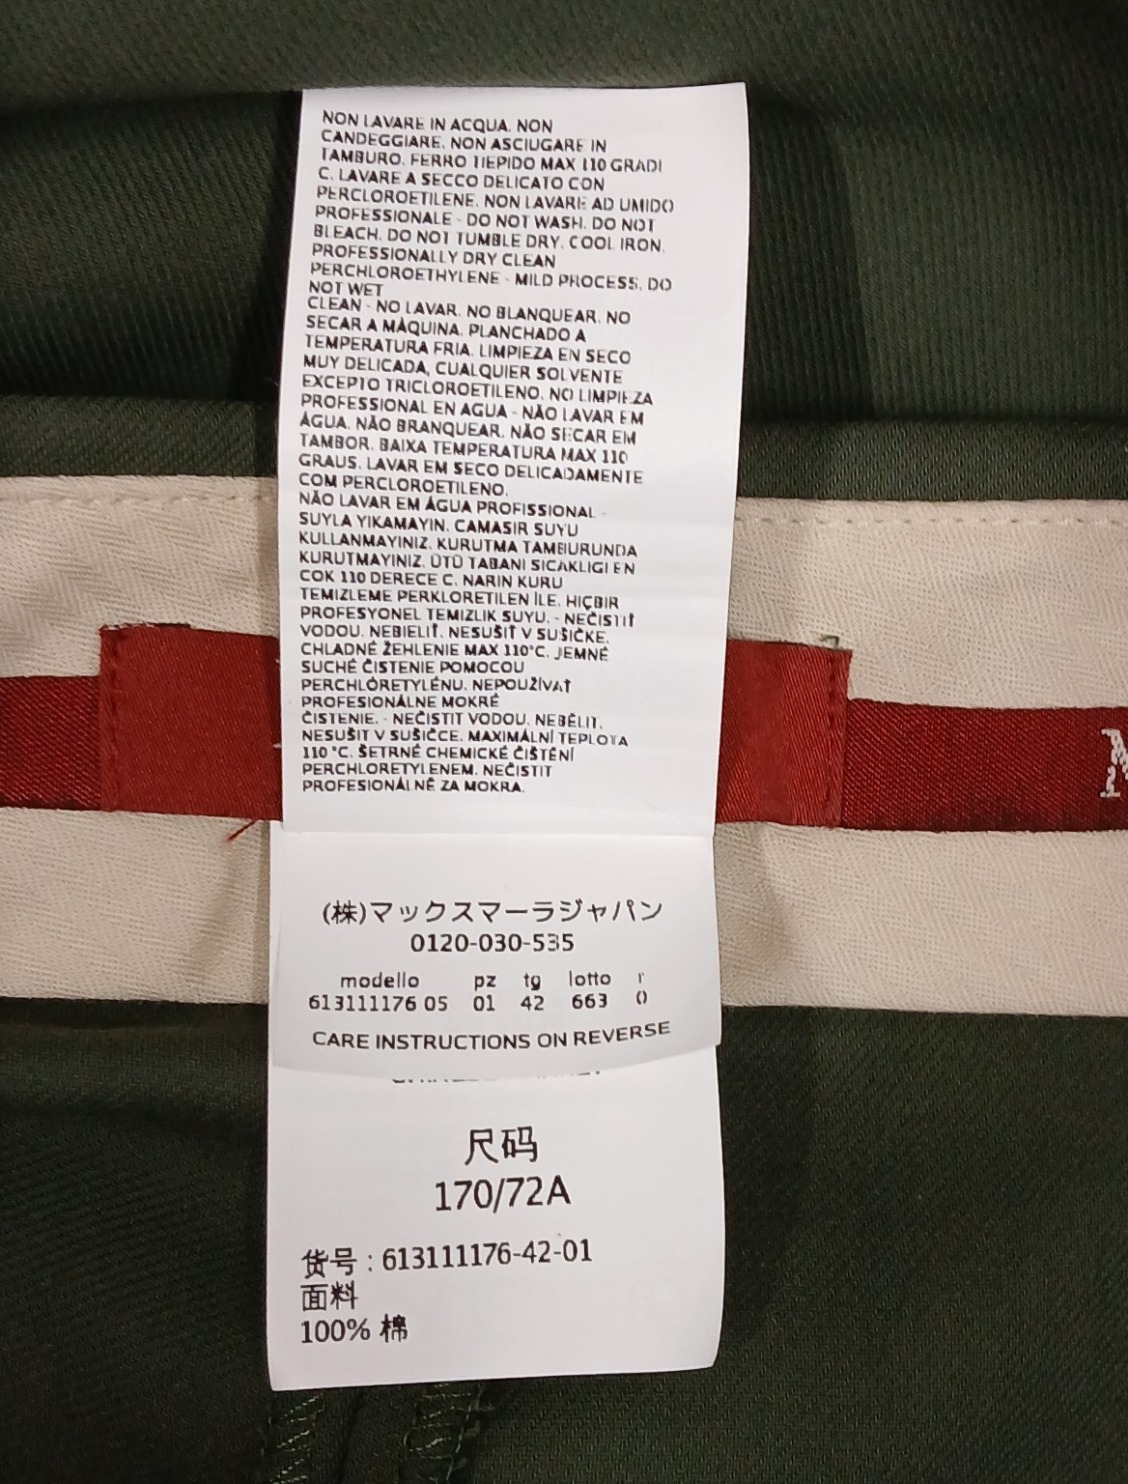 NON LAVARE IN ACQUA. NON
CANDEGGIARE. NON ASCIUGARE IN
TAMBURO. FERRO TIEPIDO MAX 110 GRADI
C. LAVARE A SECCO DELICATO CON
PERCLOROETILENE. NON LAVARE AD UMIDO
PROFESSIONALE - DO NOT WASH. DO NOT
BLEACH. DO NOT TUMBLE DRY. COOL IRON.
PROFESSIONALLY DRY CLEAN
PERCHLOROETHYLENE - MILD PROCESS. DO
NOT WET
CLEAN - NO LAVAR. NO BLANQUEAR. NO
SECAR A MÁQUINA. PLANCHADO A
TEMPERATURA FRIA. LIMPIEZA EN SECO
MUY DELICADA, CUALQUIER SOLVENTE
EXCEPTO TRICLOROETILENO. NO LIMPIEZA
PROFESSIONAL EN AGUA - NÃO LAVAR EM
ÁGUA. NÃO BRANQUEAR. NÃO SECAR EM
TAMBOR. BAIXA TEMPERATURA MAX 110
GRAUS. LAVAR EM SECO DELICADAMENTE
COM PERCLOROETILENO.
NÃO LAVAR EM ÁGUA PROFISSIONAL -
SUYLA YIKAMAYIN. CAMASIR SUYU
KULLANMAYINIZ. KURUTMA TAMBURUNDA
KURUTMAYINIZ. ÜTÜ TABANI SICAKLIGI EN
COK 110 DERECE C. NARIN KURU
TEMIZLEME PERKLORETILEN İLE. HIÇBIR
PROFESYONEL TEMIZLIK SUYU. - NEČISTIŤ
VODOU. NEBIELIŤ. NESUŠIŤ V SUŠIČKE.
CHLADNÉ ŽEHLENIE MAX 110°C. JEMNÉ
SUCHÉ ČISTENIE POMOCOU
PERCHLÓRETYLÉNU. NEPOUŽÍVAŤ
PROFESIONÁLNE MOKRÉ
ČISTENIE. - NEČISTIT VODOU. NEBĚLIT.
NESUŠIT V SUŠIČCE. MAXIMÁLNÍ TEPLOTA
110 °C. ŠETRNÉ CHEMICKÉ ČIŠTĚNÍ
PERCHLORETYLENEM. NEČISTIT
PROFESIONÁLNĚ ZA MOKRA.
M
(株)マックスマーラジャパン
0120-030-535
modello pz tg lotto r
613111176 05 01 42 663 0
CARE INSTRUCTIONS ON REVERSE
尺码
170/72A
货号 : 613111176-42-01
面料
100% 棉